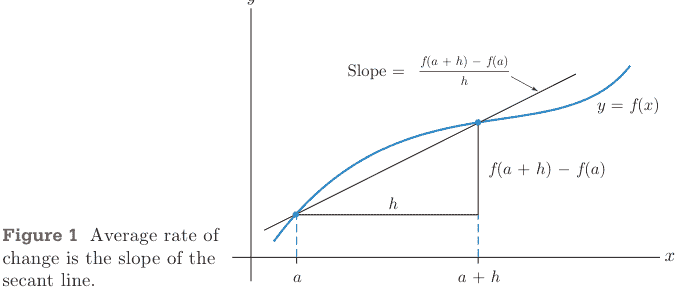 y
Slope = f(a + h) − f(a) / h
y = f(x)
f(a + h) − f(a)
h
Figure 1 Average rate of
change is the slope of the
secant line.
x
a
a + h